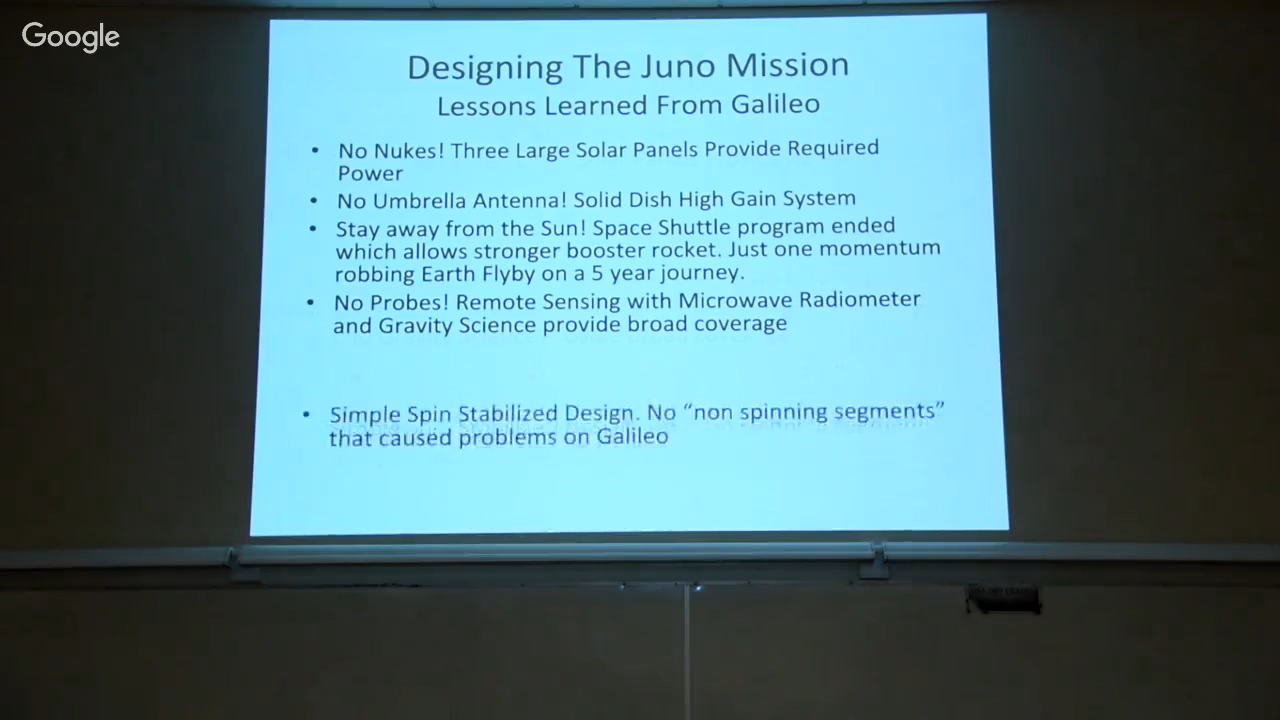 Google
Designing The Juno Mission
Lessons Learned From Galileo
• No Nukes! Three Large Solar Panels Provide Required
Power
• No Umbrella Antenna! Solid Dish High Gain System
• Stay away from the Sun! Space Shuttle program ended
which allows stronger booster rocket. Just one momentum
robbing Earth Flyby on a 5 year journey.
• No Probes! Remote Sensing with Microwave Radiometer
and Gravity Science provide broad coverage
• Simple Spin Stabilized Design. No “non spinning segments”
that caused problems on Galileo